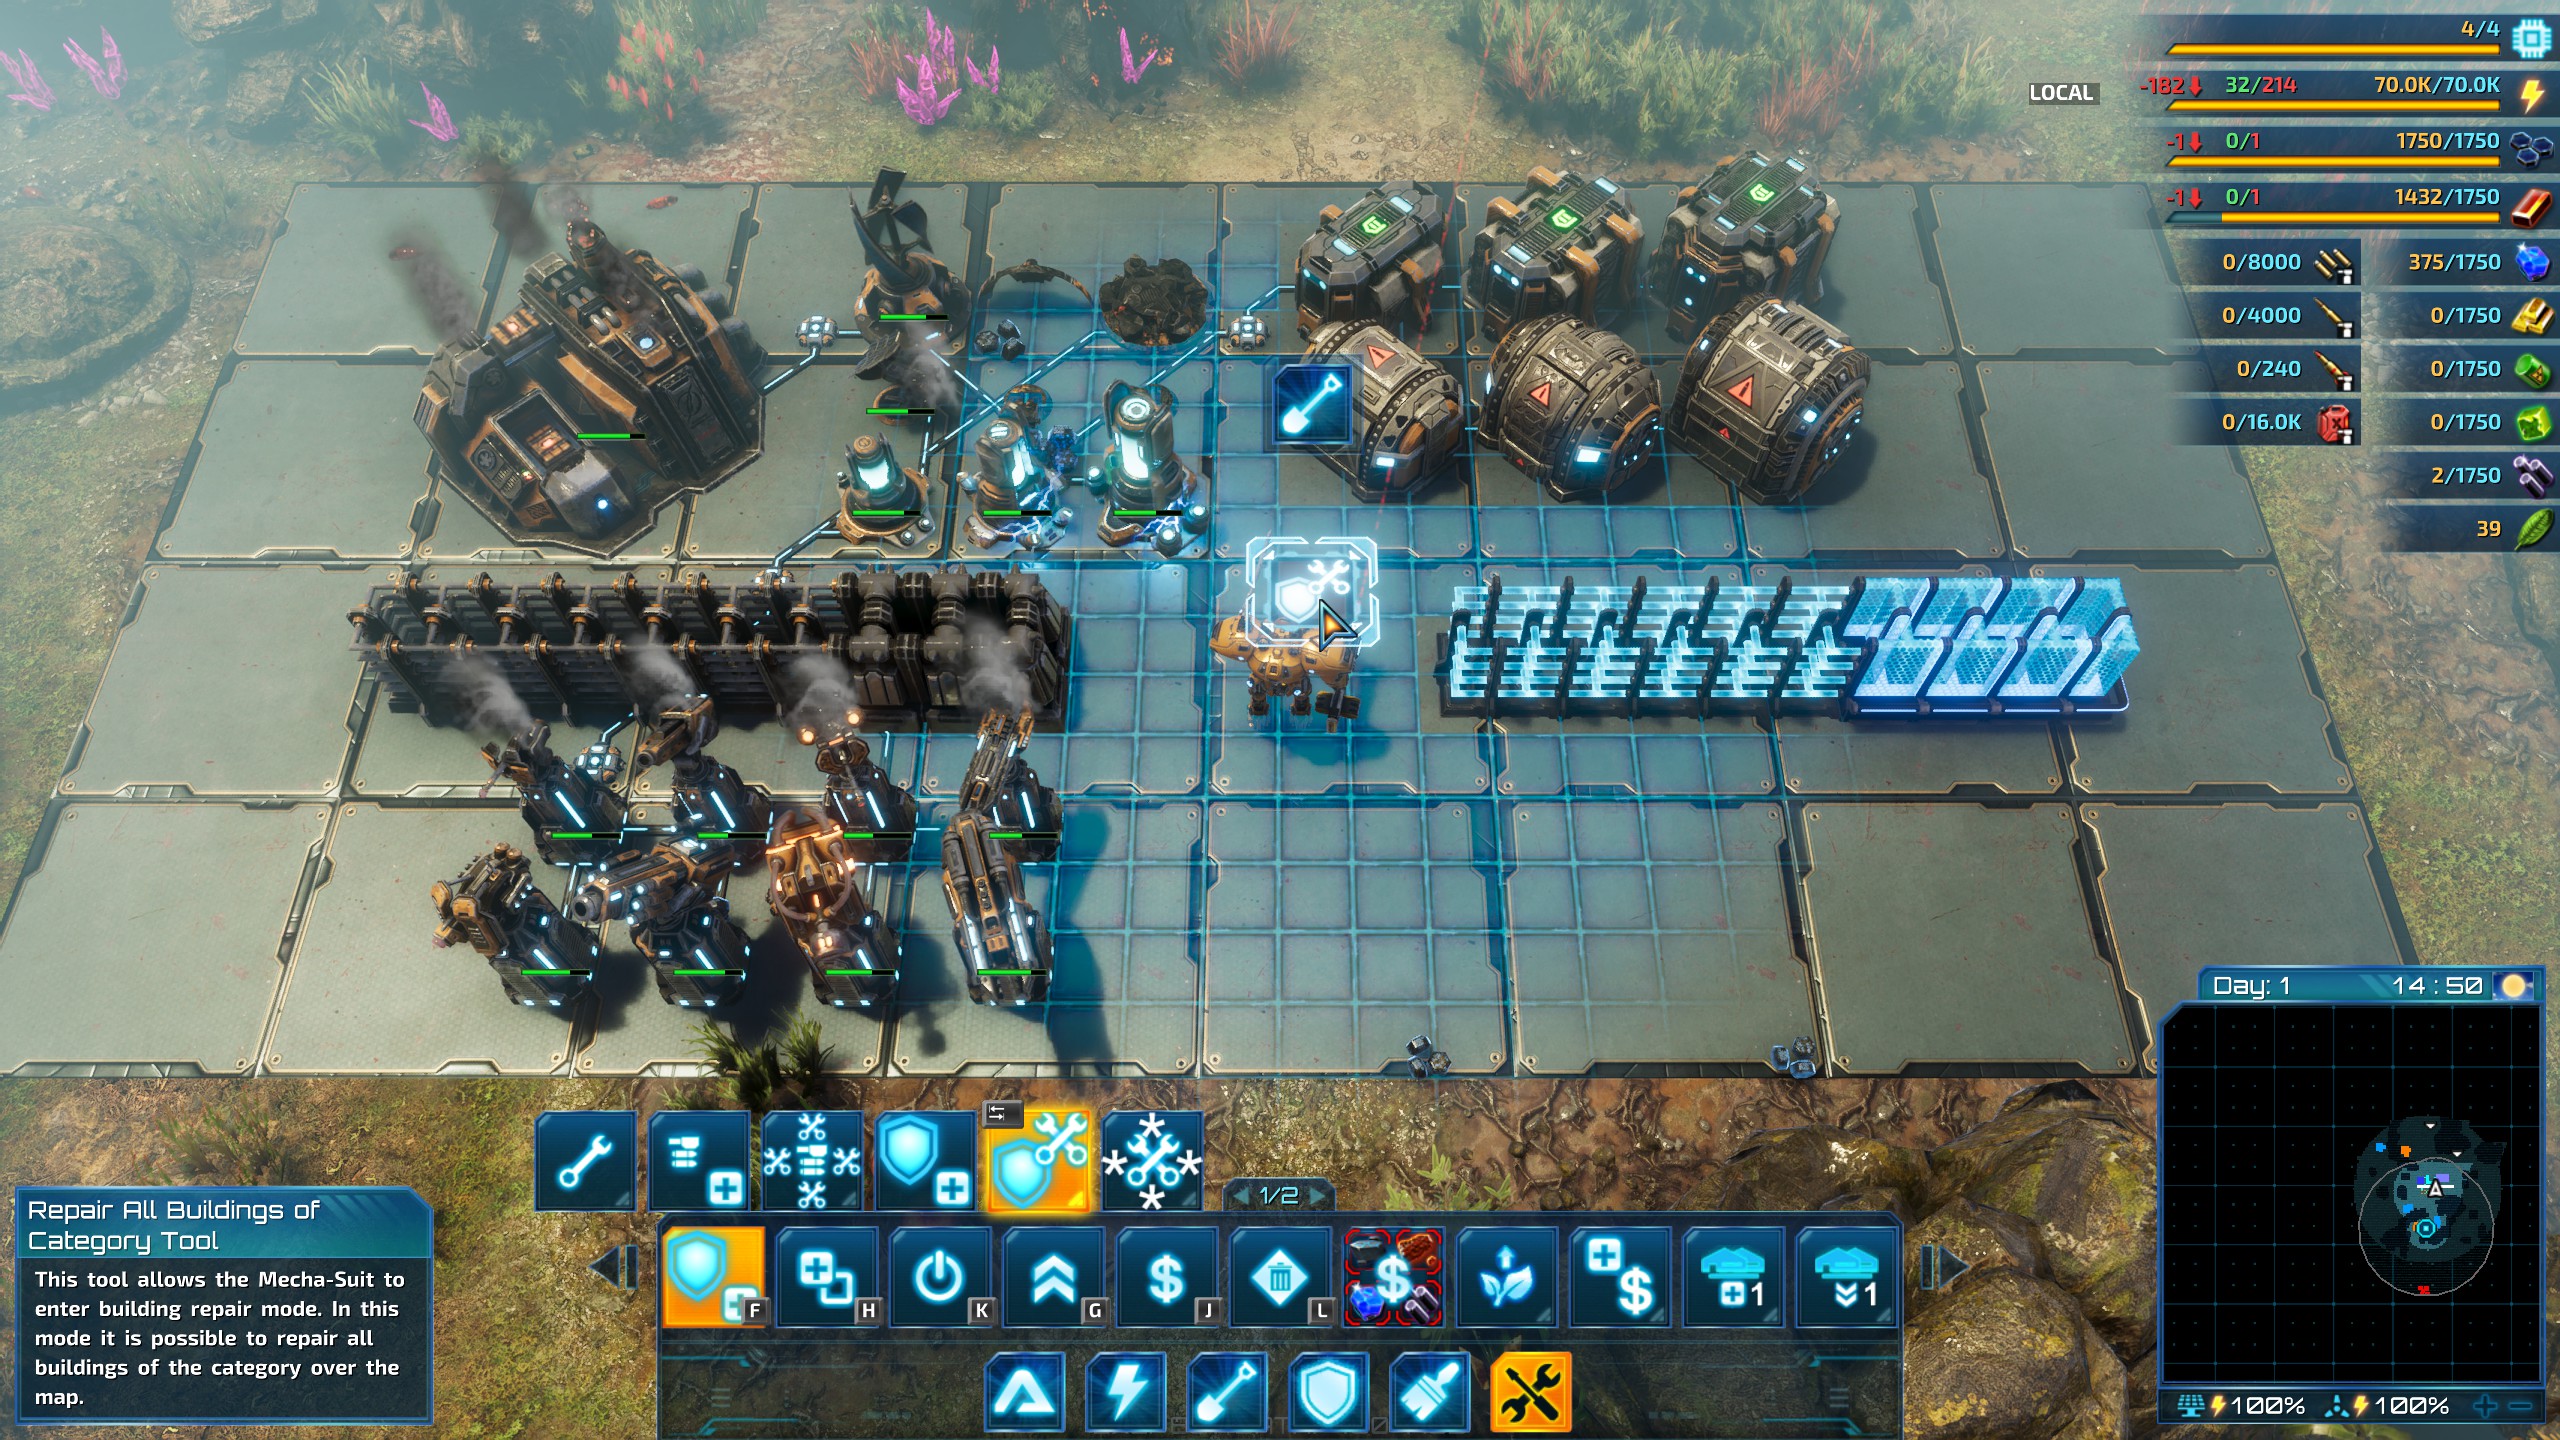 4/4
LOCAL
-182 32/214 70.0K/70.0K
-1 0/1 1750/1750
-1 0/1 1432/1750
0/8000 375/1750
0/4000 0/1750
0/240 0/1750
0/16.0K 0/1750
2/1750
39
Day: 1 14:50
1/2
Repair All Buildings of
Category Tool
This tool allows the Mecha-Suit to
enter building repair mode. In this
mode it is possible to repair all
buildings of the category over the
map.
F H K G J L 1 1
100% 100%